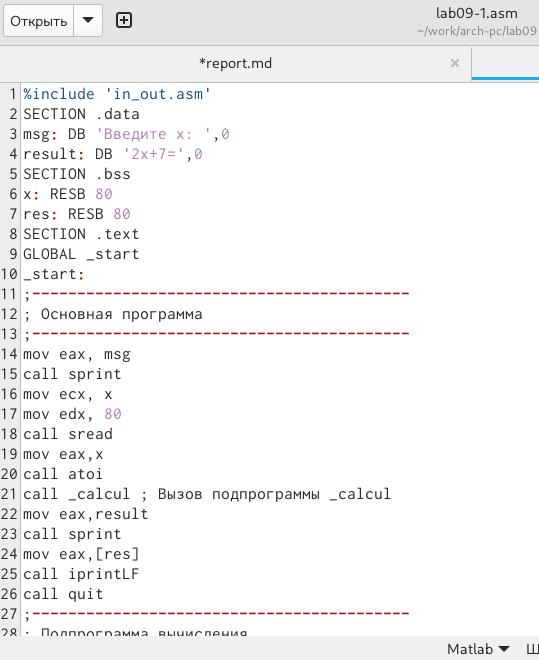 Открыть
lab09-1.asm
~/work/arch-pc/lab09
*report.md
1 %include 'in_out.asm'
2 SECTION .data
3 msg: DB 'Введите x: ',0
4 result: DB '2x+7=',0
5 SECTION .bss
6 x: RESB 80
7 res: RESB 80
8 SECTION .text
9 GLOBAL _start
10 _start:
11 ;------------------------------------------
12 ; Основная программа
13 ;------------------------------------------
14 mov eax, msg
15 call sprint
16 mov ecx, x
17 mov edx, 80
18 call sread
19 mov eax,x
20 call atoi
21 call _calcul ; Вызов подпрограммы _calcul
22 mov eax,result
23 call sprint
24 mov eax,[res]
25 call iprintLF
26 call quit
27 ;------------------------------------------
28 ; Подпрограмма вычисления
Matlab Ш